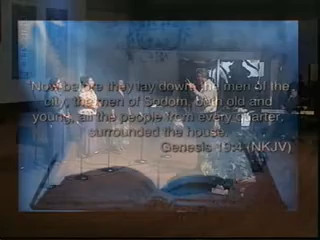 "Now before they lay down, the men of the
city, the men of Sodom, both old and
young, all the people from every quarter,
surrounded the house.
Genesis 19:4 (NKJV)